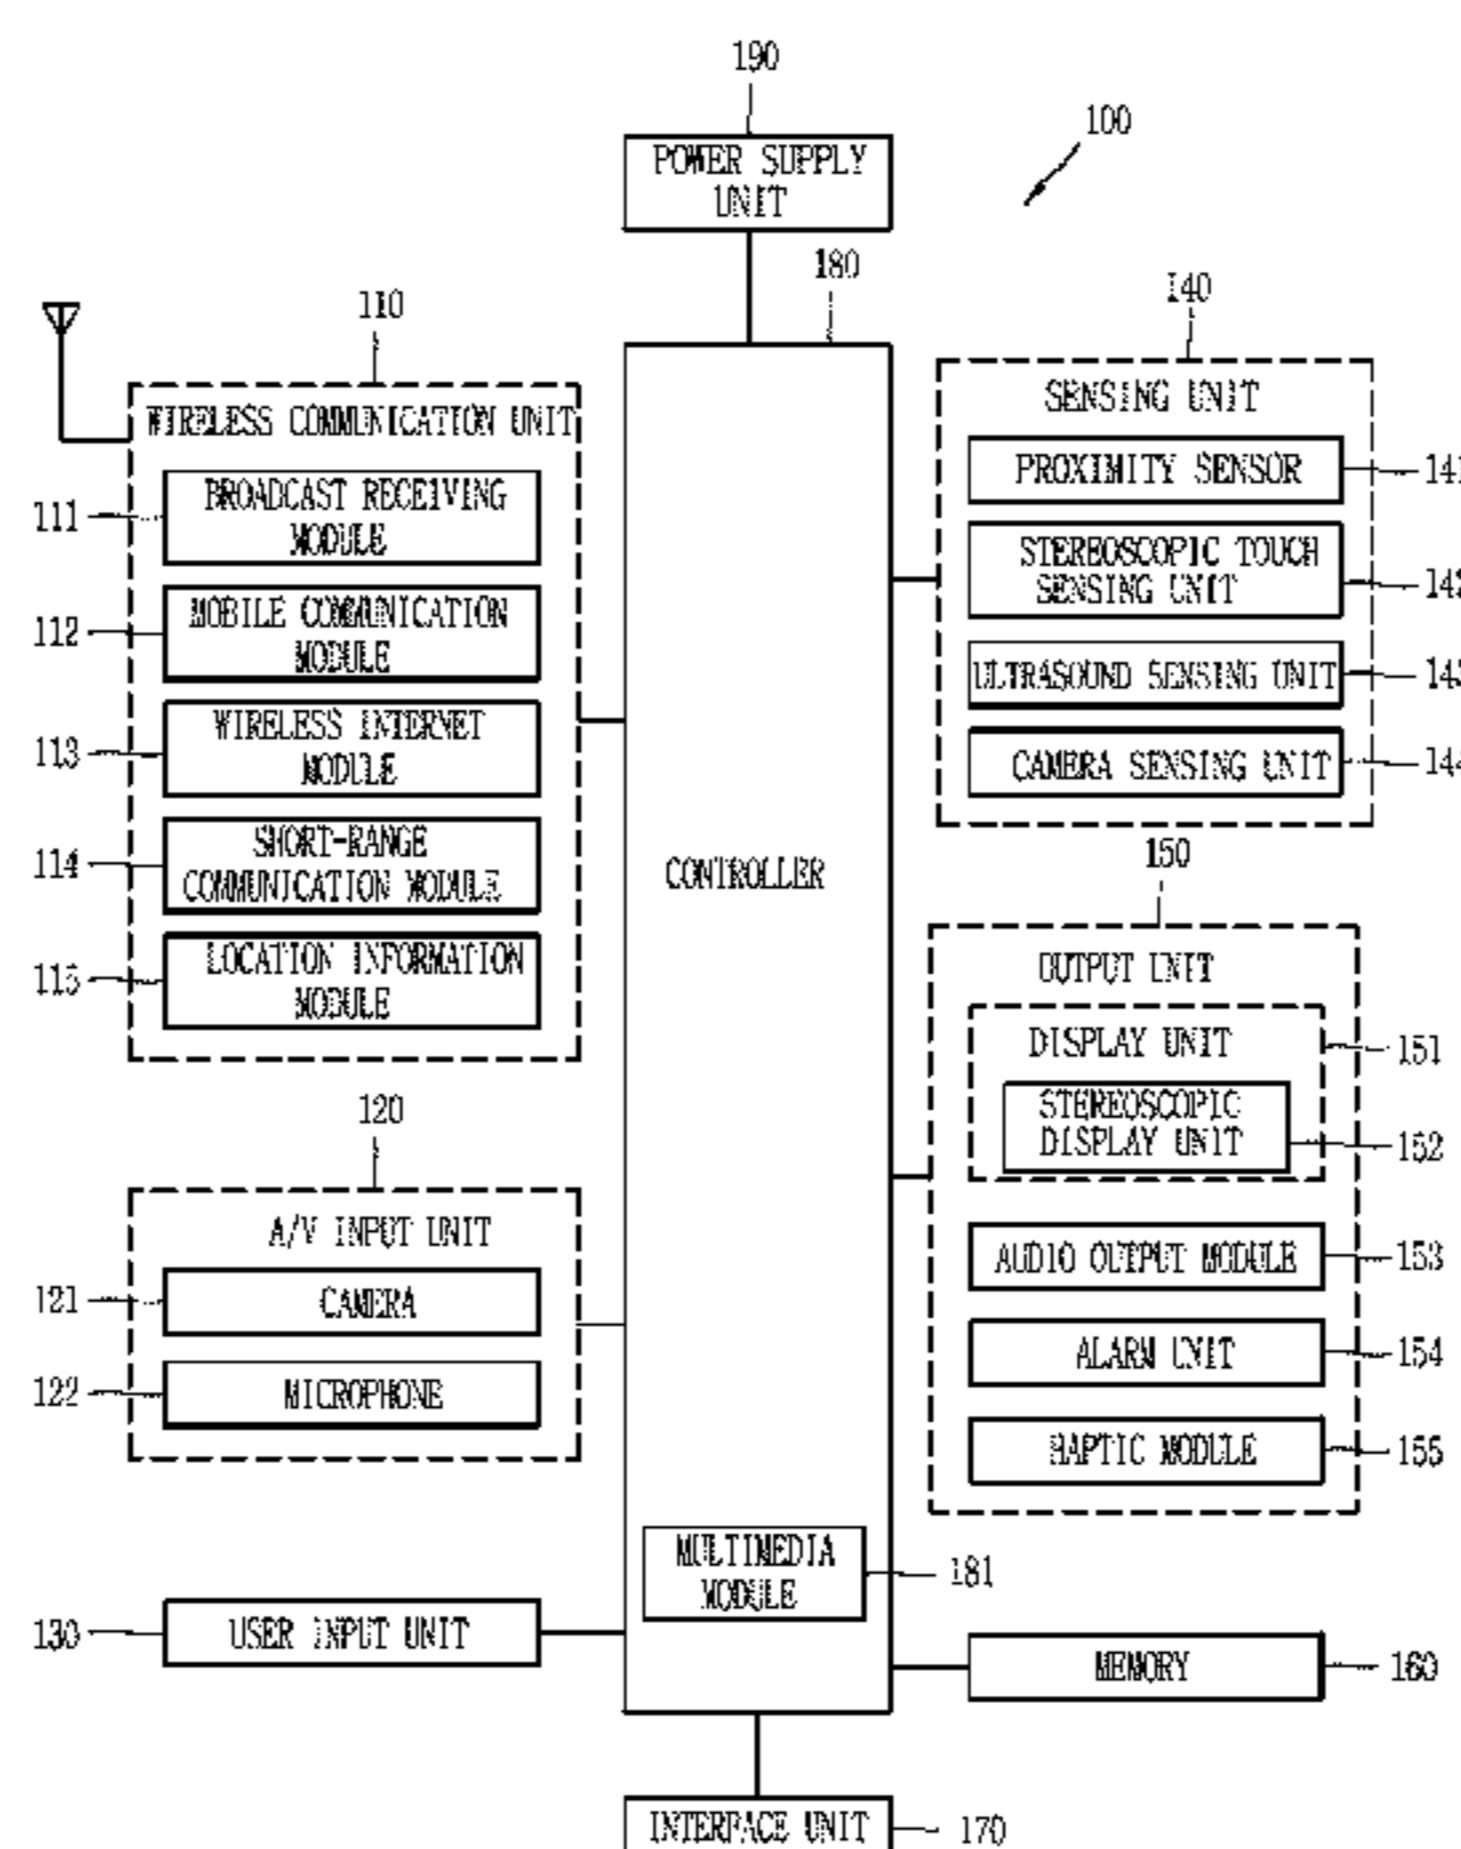 190
100
POWER SUPPLY
UNIT
180
110
WIRELESS COMMUNICATION UNIT
111
BROADCAST RECEIVING
MODULE
112
MOBILE COMMUNICATION
MODULE
113
WIRELESS INTERNET
MODULE
114
SHORT-RANGE
COMMUNICATION MODULE
115
LOCATION INFORMATION
MODULE
120
A/V INPUT UNIT
121
CAMERA
122
MICROPHONE
130
USER INPUT UNIT
CONTROLLER
MULTIMEDIA
MODULE
181
140
SENSING UNIT
PROXIMITY SENSOR
141
STEREOSCOPIC TOUCH
SENSING UNIT
142
ULTRASOUND SENSING UNIT
143
CAMERA SENSING UNIT
144
150
OUTPUT UNIT
DISPLAY UNIT
151
STEREOSCOPIC
DISPLAY UNIT
152
AUDIO OUTPUT MODULE
153
ALARM UNIT
154
HAPTIC MODULE
155
MEMORY
160
INTERFACE UNIT
170